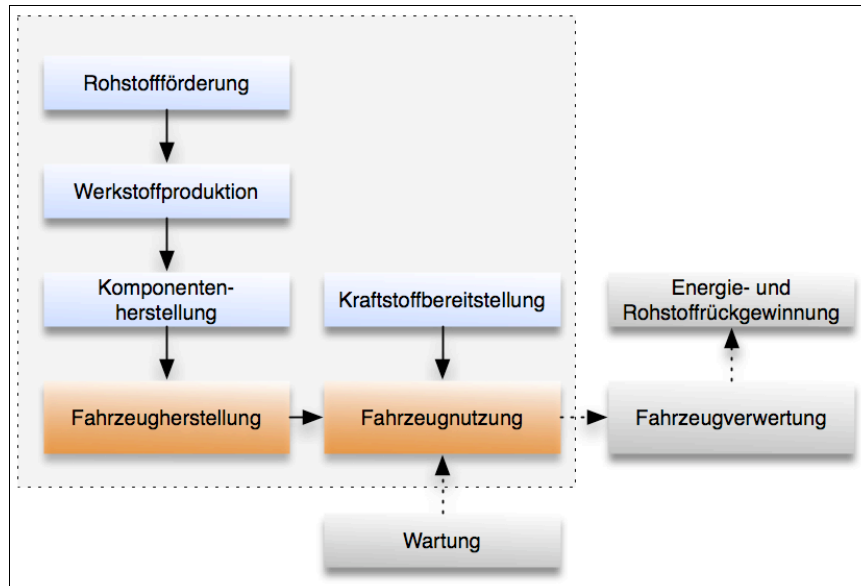 Rohstoffförderung
Werkstoffproduktion
Komponenten-
herstellung
Kraftstoffbereitstellung
Energie- und
Rohstoffrückgewinnung
Fahrzeugherstellung
Fahrzeugnutzung
Fahrzeugverwertung
Wartung